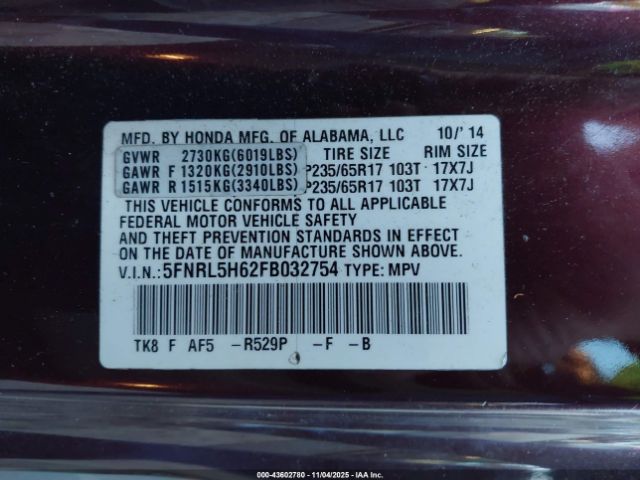 MFD. BY HONDA MFG. OF ALABAMA, LLC 10/' 14
GVWR 2730KG(6019LBS) TIRE SIZE RIM SIZE
GAWR F 1320KG(2910LBS) P235/65R17 103T 17X7J
GAWR R 1515KG(3340LBS) P235/65R17 103T 17X7J
THIS VEHICLE CONFORMS TO ALL APPLICABLE
FEDERAL MOTOR VEHICLE SAFETY
AND THEFT PREVENTION STANDARDS IN EFFECT
ON THE DATE OF MANUFACTURE SHOWN ABOVE.
V.I.N.: 5FNRL5H62FB032754 TYPE: MPV
TK8 F AF5 -R529P -F -B
000-43602780 - 11/04/2025 - IAA Inc.